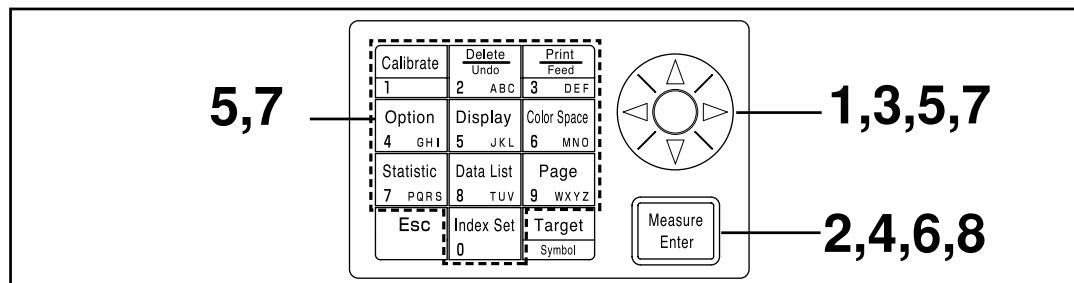 5,7
Calibrate
1
Delete
Undo
2 ABC
Print
Feed
3 DEF
Option
4 GHI
Display
5 JKL
Color Space
6 MNO
Statistic
7 PQRS
Data List
8 TUV
Page
9 WXYZ
Esc
Index Set
0
Target
Symbol
1,3,5,7
Measure
Enter
2,4,6,8